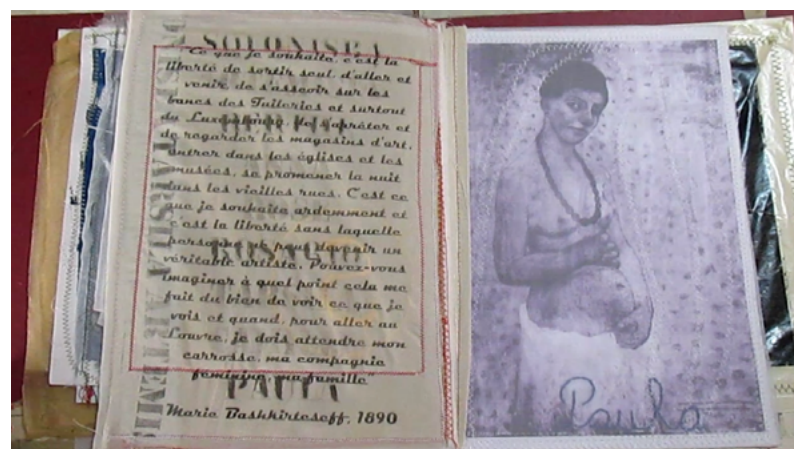 SOFONISBA
"Ce que je souhaite, c'est la
liberté de sortir seul, d'aller et
venir, de s'asseoir sur les
bancs des Tuileries et surtout
du Luxembourg, de s'arrêter et
de regarder les magasins d'art,
entrer dans les églises et les
musées, se promener la nuit
dans les vieilles rues. C'est ce
que je souhaite ardemment et
c'est la liberté sans laquelle
personne ne peut devenir un
ROSALIO
véritable artiste. Pouvez-vous
imaginer à quel point cela me
fait du bien de voir ce que je
vois et quand, pour aller au
Louvre, je dois attendre mon
carrosse, ma compagnie
féminine, ma famille"
PAULA
Marie Bashkirtseff, 1890
Paula